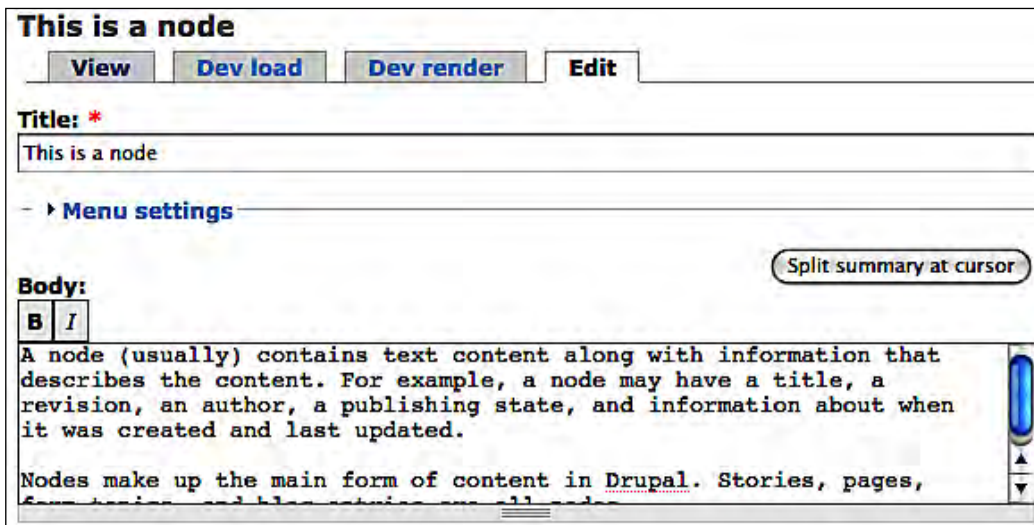 This is a node
View Dev load Dev render Edit
Title: *
This is a node
Menu settings
Split summary at cursor
Body:
B I
A node (usually) contains text content along with information that
describes the content. For example, a node may have a title, a
revision, an author, a publishing state, and information about when
it was created and last updated.
Nodes make up the main form of content in Drupal. Stories, pages,